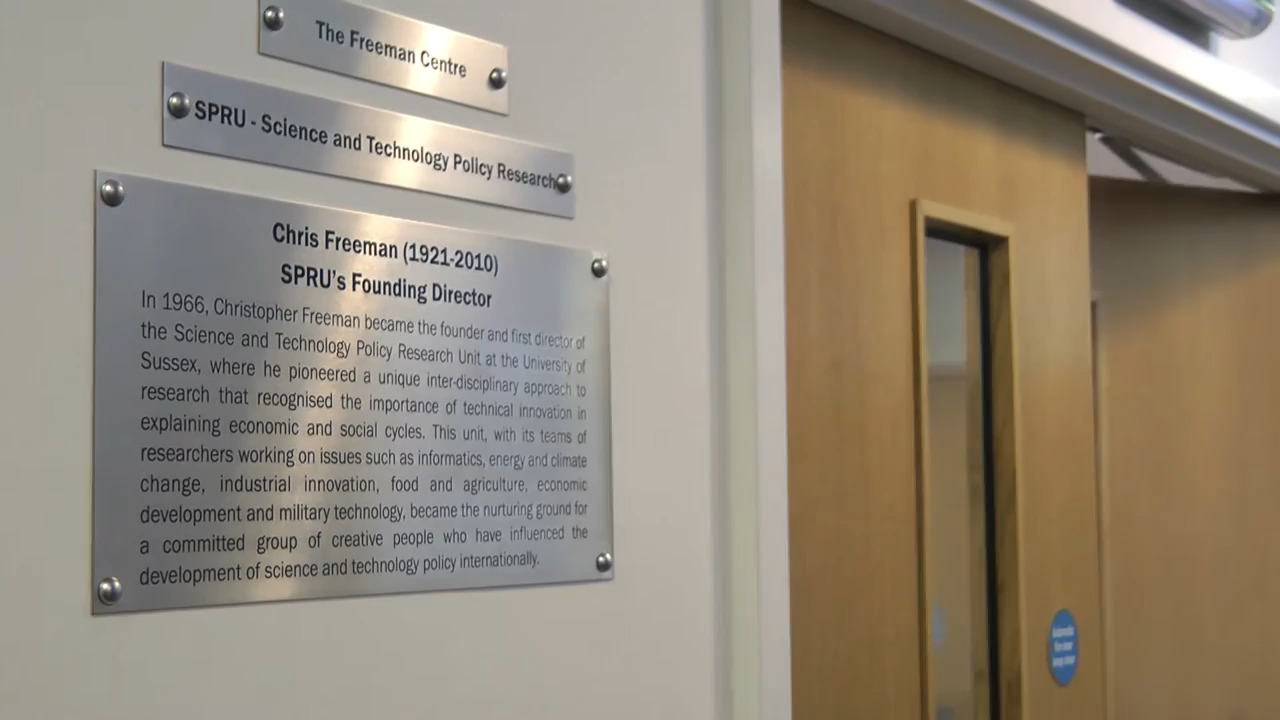 The Freeman Centre
SPRU - Science and Technology Policy Research
Chris Freeman (1921-2010)
SPRU's Founding Director
In 1966, Christopher Freeman became the founder and first director of
the Science and Technology Policy Research Unit at the University of
Sussex, where he pioneered a unique inter-disciplinary approach to
research that recognised the importance of technical innovation in
explaining economic and social cycles. This unit, with its teams of
researchers working on issues such as informatics, energy and climate
change, industrial innovation, food and agriculture, economic
development and military technology, became the nurturing ground for
a committed group of creative people who have influenced the
development of science and technology policy internationally.
Automatic
fire door
keep clear